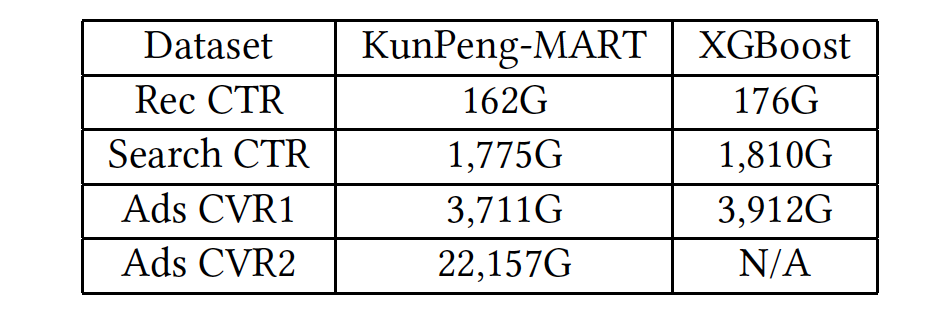 Dataset KunPeng-MART XGBoost
Rec CTR 162G 176G
Search CTR 1,775G 1,810G
Ads CVR1 3,711G 3,912G
Ads CVR2 22,157G N/A